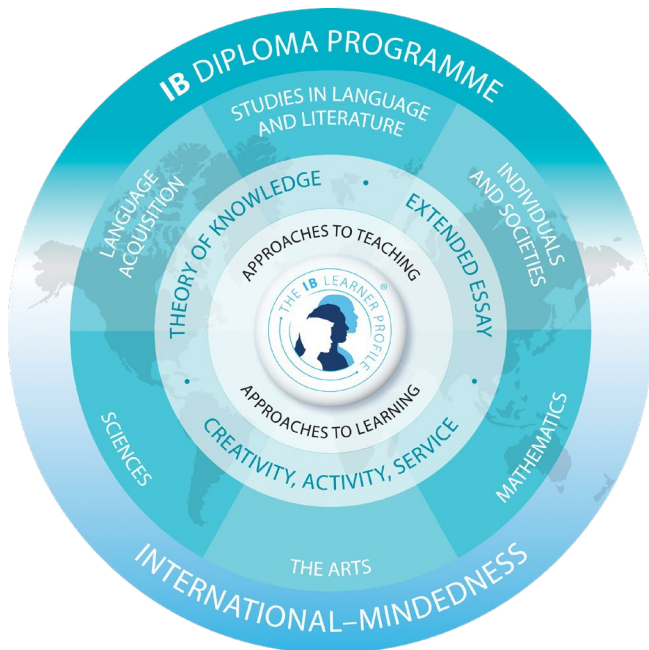 IB DIPLOMA PROGRAMME
STUDIES IN LANGUAGE
AND LITERATURE
LANGUAGE
ACQUISITION
INDIVIDUALS
AND SOCIETIES
THEORY OF KNOWLEDGE
•
EXTENDED ESSAY
•
APPROACHES TO TEACHING
THE IB LEARNER PROFILE
®
APPROACHES TO LEARNING
•
CREATIVITY, ACTIVITY, SERVICE
SCIENCES
MATHEMATICS
THE ARTS
INTERNATIONAL–MINDEDNESS